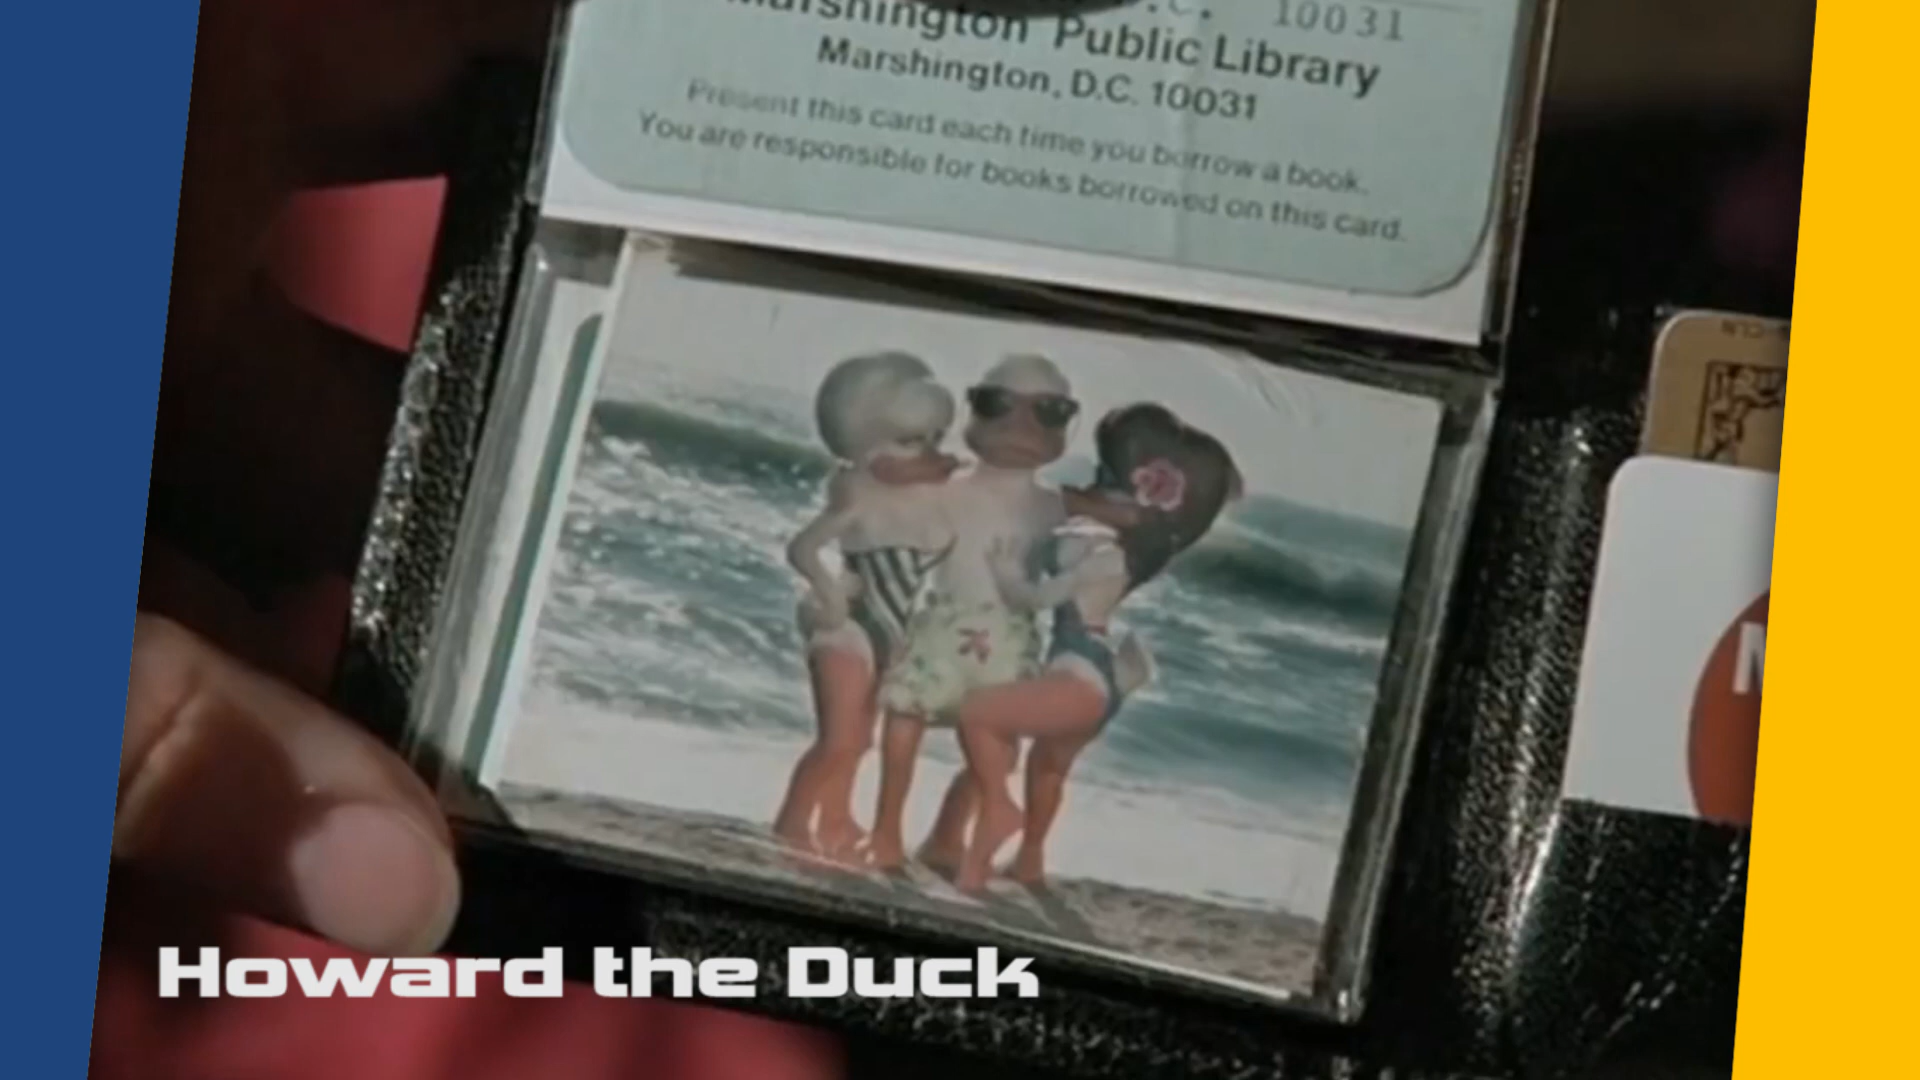 .C. 10031
Marshington Public Library
Marshington, D.C. 10031
Present this card each time you borrow a book.
You are responsible for books borrowed on this card.
Howard the Duck